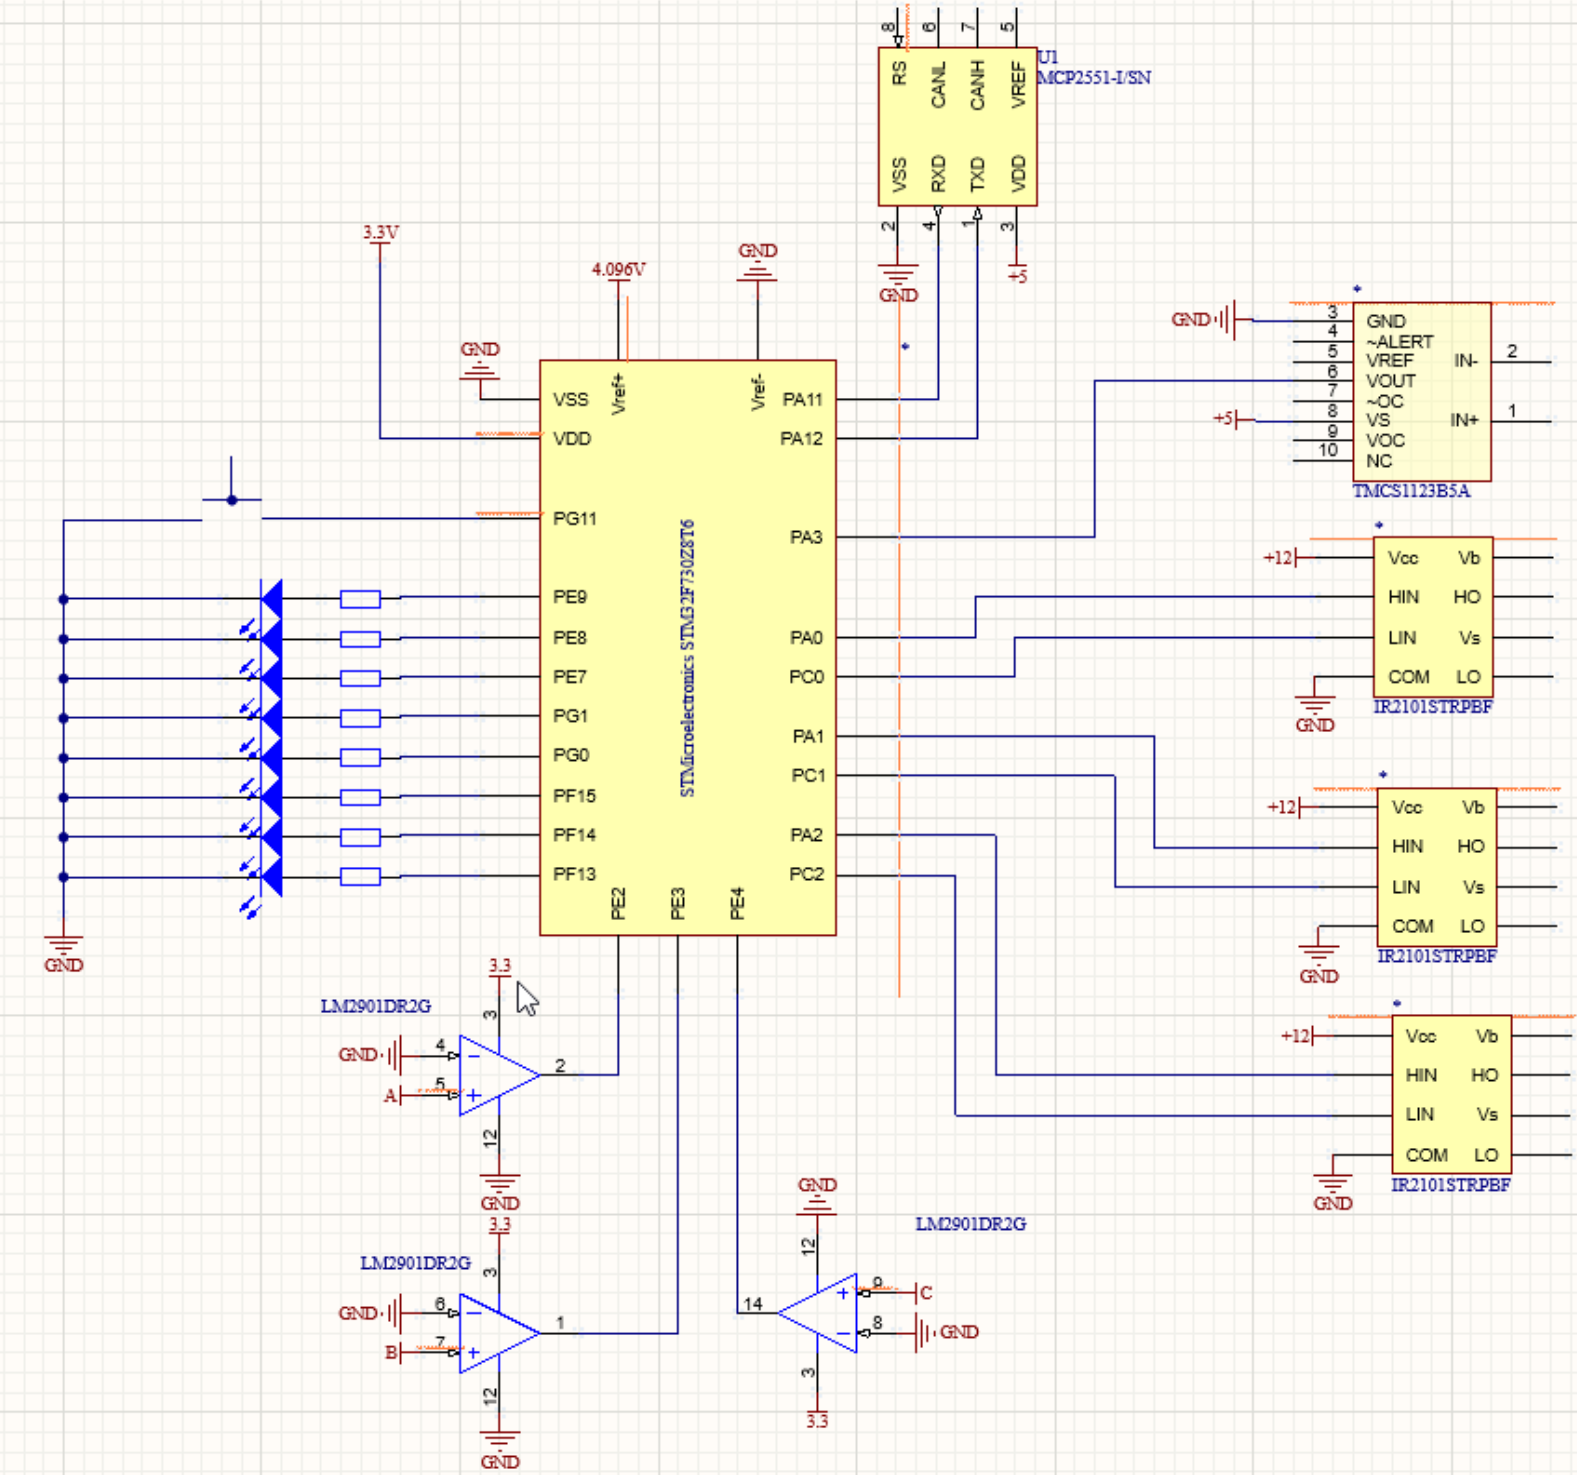 8
6
7
5
RS
CANL
CANH
VREF
VSS
RXD
TXD
VDD
2
4
1
3
U1
MCP2551-I/SN
GND
+5
3.3V
4.096V
GND
GND
VSS
VDD
PG11
PE9
PE8
PE7
PG1
PG0
PF15
PF14
PF13
Vref+
Vref-
PA11
PA12
PA3
PA0
PC0
PA1
PC1
PA2
PC2
PE2
PE3
PE4
STMicroelectronics STM32F730Z8T6
GND
GND
+5
3
4
5
6
7
8
9
10
GND
~ALERT
VREF
VOUT
~OC
VS
VOC
NC
IN-
IN+
2
1
TMCS1123B5A
+12
Vcc Vb
HIN HO
LIN Vs
COM LO
GND
IR2101STRPBF
+12
Vcc Vb
HIN HO
LIN Vs
COM LO
GND
IR2101STRPBF
+12
Vcc Vb
HIN HO
LIN Vs
COM LO
GND
IR2101STRPBF
3.3
LM2901DR2G
3
GND
4
-
A
5
+
2
12
GND
3.3
LM2901DR2G
3
GND
6
-
B
7
+
1
12
GND
GND
LM2901DR2G
12
14
+
9
C
-
8
GND
3
3.3